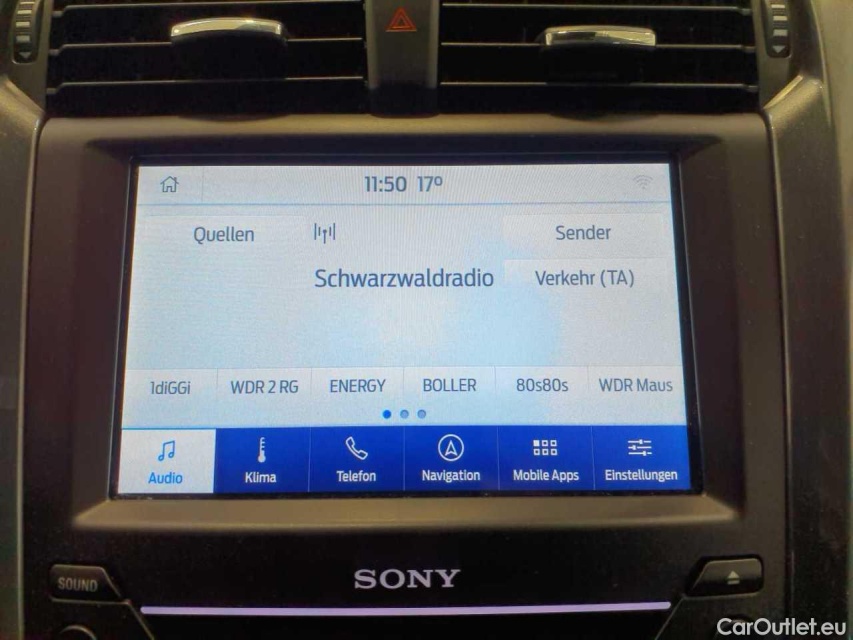 11:50 17°
Quellen
Sender
Schwarzwaldradio
Verkehr (TA)
1diGGi
WDR 2 RG
ENERGY
BOLLER
80s80s
WDR Maus
Audio
Klima
Telefon
Navigation
Mobile Apps
Einstellungen
SOUND
SONY
CarOutlet.eu